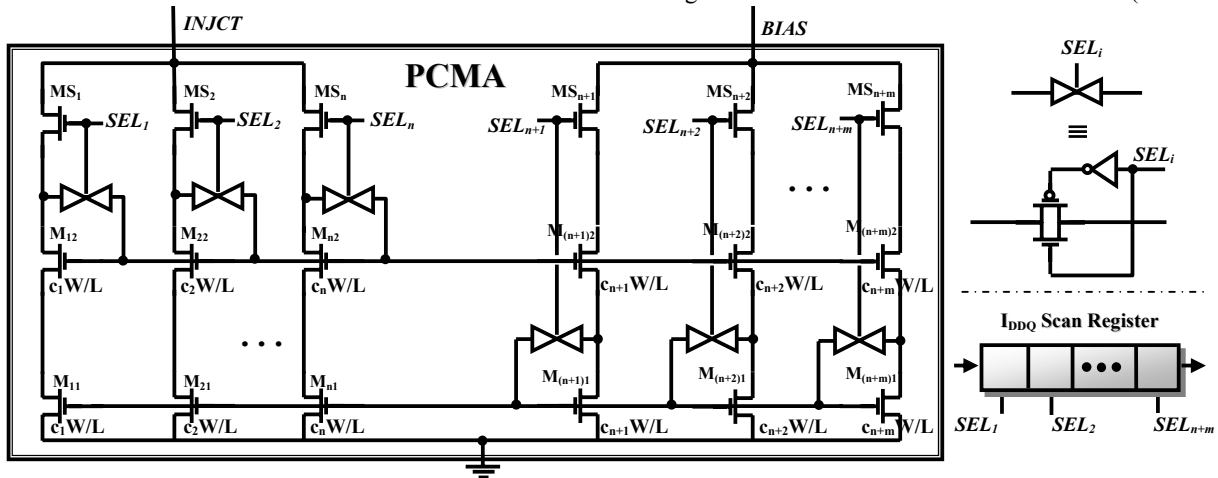 INJCT BIAS
PCMA
MS1 MS2 MSn MSn+1 MSn+2 MSn+m
SEL1 SEL2 SELn SELn+1 SELn+2 SELn+m
M12 M22 Mn2 M(n+1)2 M(n+2)2 M(n+m)2
c1W/L c2W/L cnW/L cn+1W/L cn+2W/L cn+mW/L
M11 M21 Mn1 M(n+1)1 M(n+2)1 M(n+m)1
c1W/L c2W/L cnW/L cn+1W/L cn+2W/L cn+mW/L
SELi
≡
SELi
IDDQ Scan Register
SEL1 SEL2 SELn+m